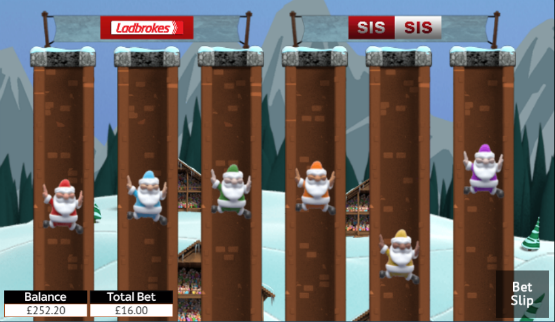 Ladbrokes
SIS SIS
Balance
£252.20
Total Bet
£16.00
Bet
Slip